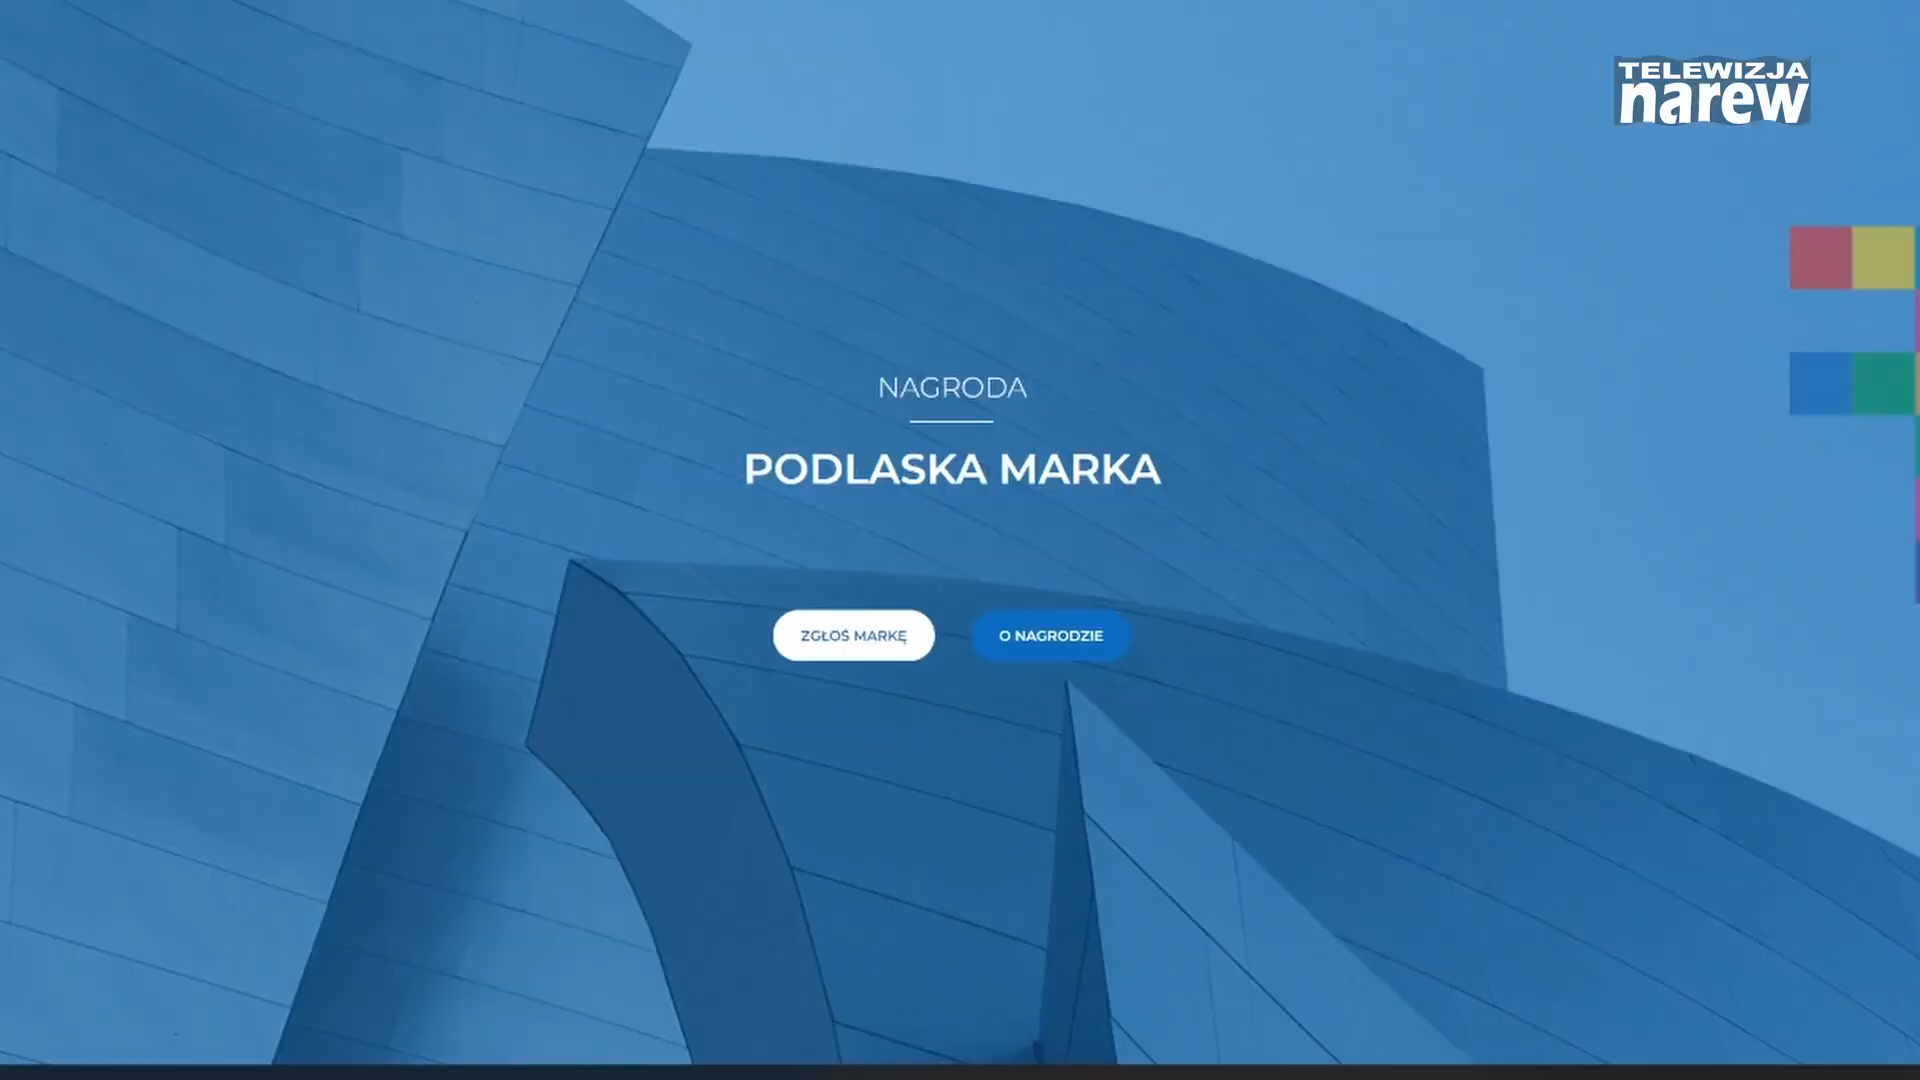 TELEWIZJA
narew
NAGRODA
PODLASKA MARKA
ZGŁOŚ MARKĘ
O NAGRODZIE